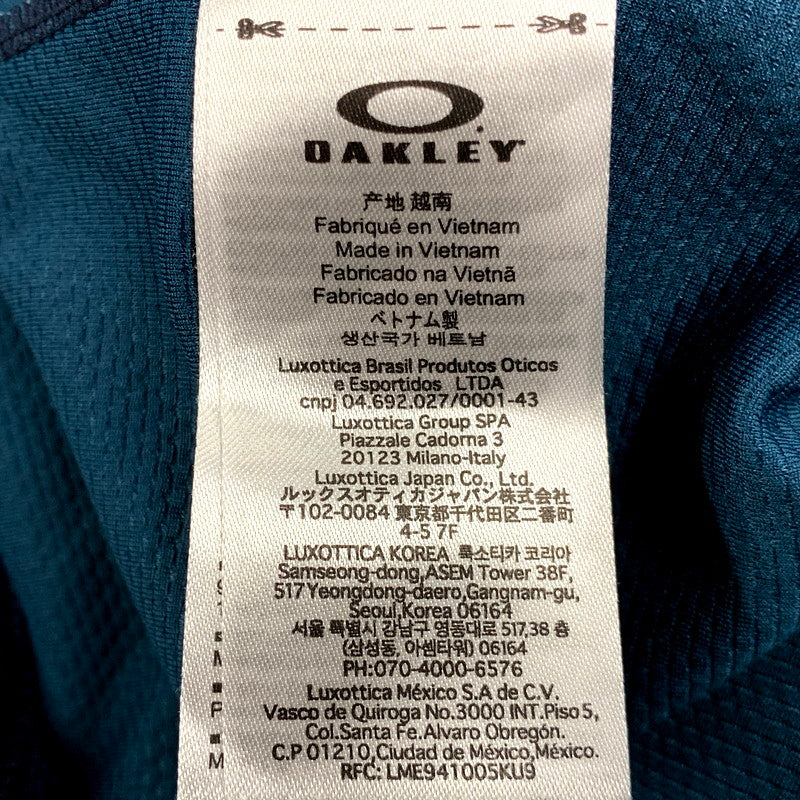 OAKLEY
产地 越南
Fabriqué en Vietnam
Made in Vietnam
Fabricado na Vietnã
Fabricado en Vietnam
ベトナム製
생산국가 베트남
Luxottica Brasil Produtos Oticos
e Esportidos LTDA
cnpj 04.692.027/0001-43
Luxottica Group SPA
Piazzale Cadorna 3
20123 Milano-Italy
Luxottica Japan Co., Ltd.
ルックスオティカジャパン株式会社
〒102-0084 東京都千代田区二番町
4-5 7F
LUXOTTICA KOREA 룩소티카 코리아
Samseong-dong,ASEM Tower 38F,
517 Yeongdong-daero,Gangnam-gu,
Seoul,Korea 06164
서울 특별시 강남구 영동대로 517,38 층
(삼성동, 아셈타워) 06164
PH:070-4000-6576
Luxottica México S.A de C.V.
Vasco de Quiroga No.3000 INT.Piso 5,
Col.Santa Fe.Alvaro Obregón.
C.P 01210,Ciudad de México,México.
RFC: LME941005KU9